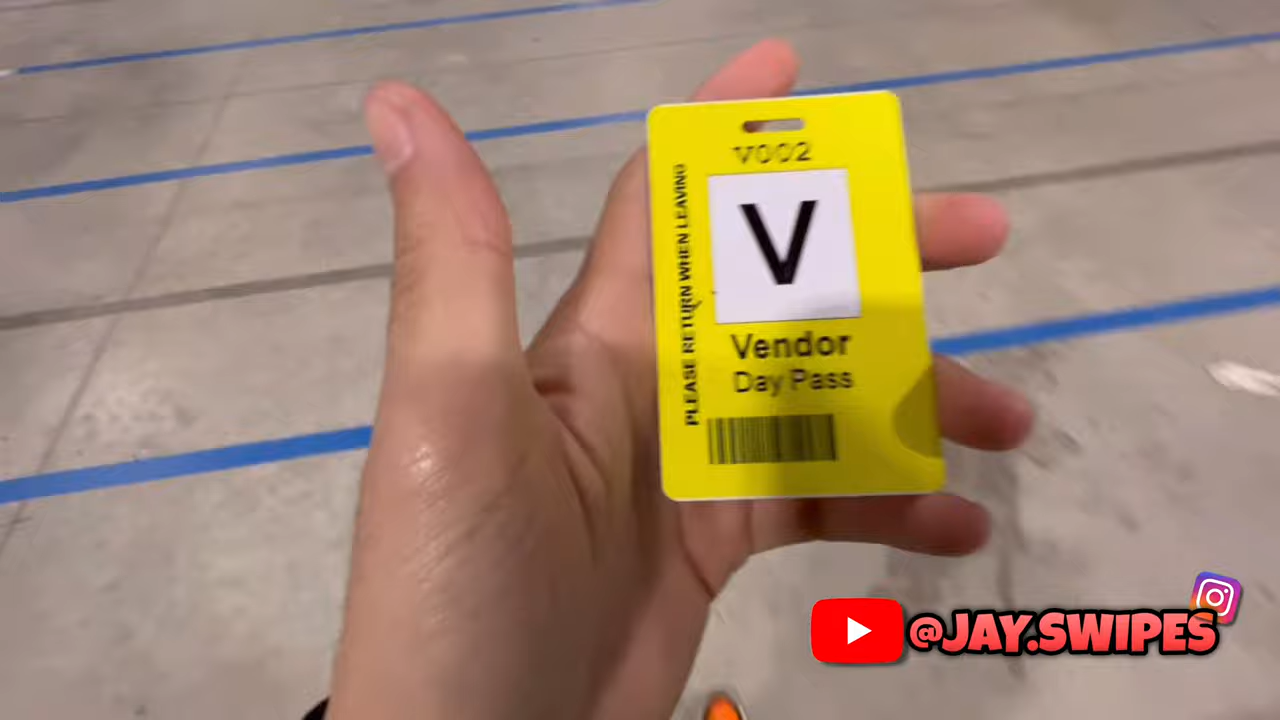 V002
V
Vendor
Day Pass
PLEASE RETURN WHEN LEAVING
@JAY.SWIPES